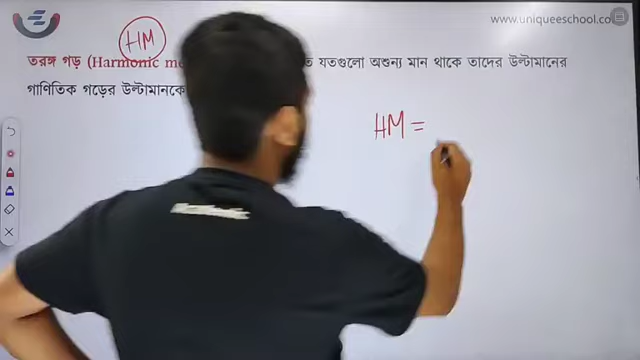 www.uniqueeschool.co
HM
তরঙ্গ গড় (Harmonic me যতগুলো অশুন্য মান থাকে তাদের উল্টামানের
গাণিতিক গড়ের উল্টামানকে
HM =